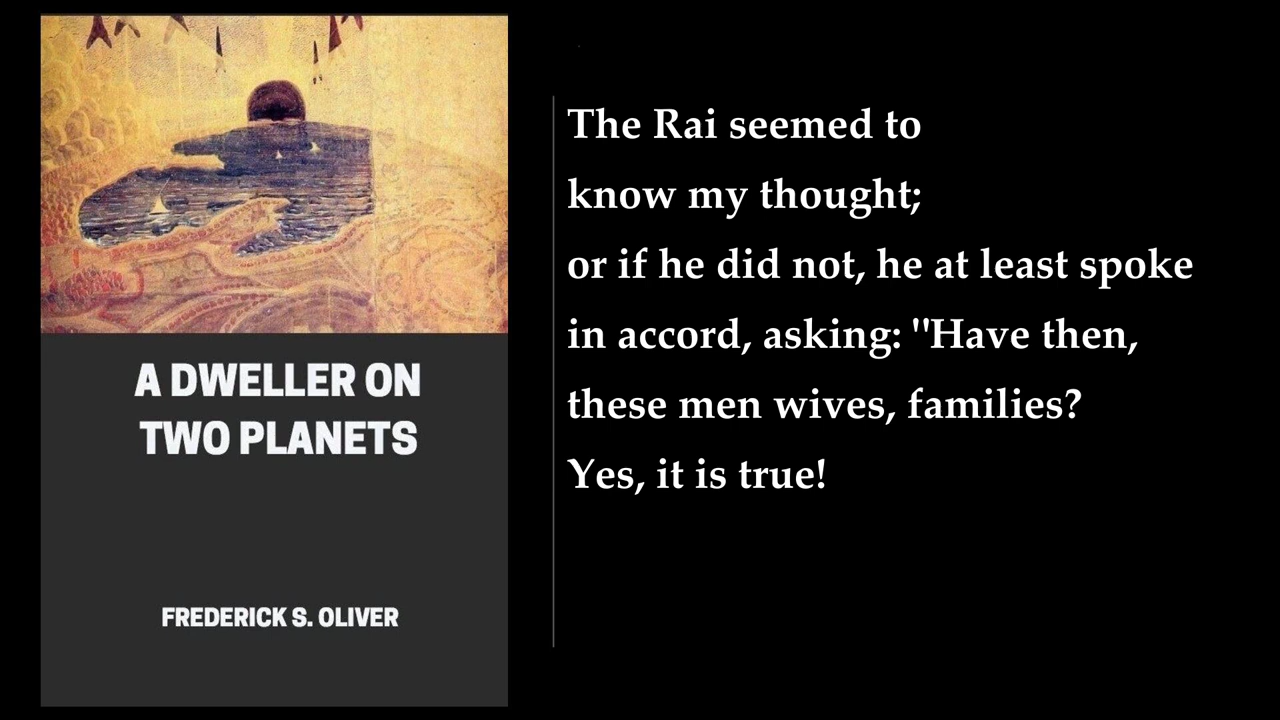 A DWELLER ON
TWO PLANETS
FREDERICK S. OLIVER
The Rai seemed to
know my thought;
or if he did not, he at least spoke
in accord, asking: "Have then,
these men wives, families?
Yes, it is true!